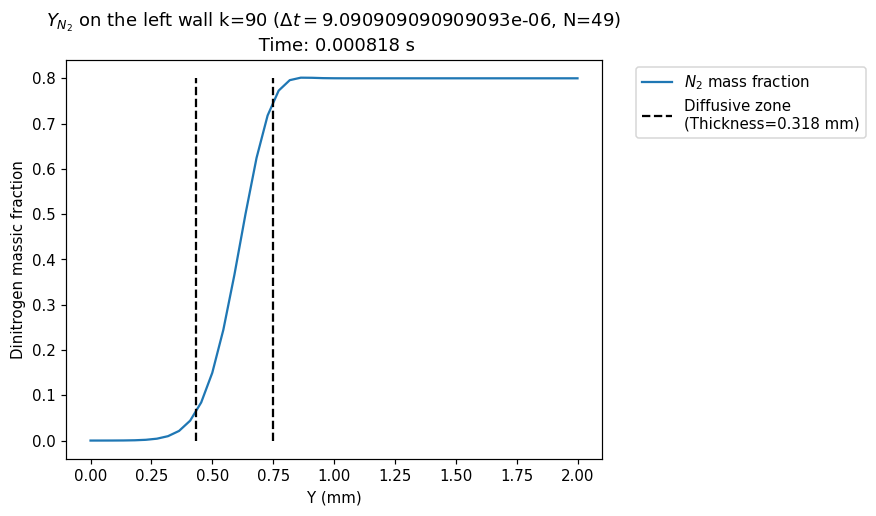 Y_{N_2} on the left wall k=90 (Δt = 9.090909090909093e-06, N=49)
Time: 0.000818 s
N_2 mass fraction
Diffusive zone
(Thickness=0.318 mm)
Dinitrogen massic fraction
0.8
0.7
0.6
0.5
0.4
0.3
0.2
0.1
0.0
0.00 0.25 0.50 0.75 1.00 1.25 1.50 1.75 2.00
Y (mm)